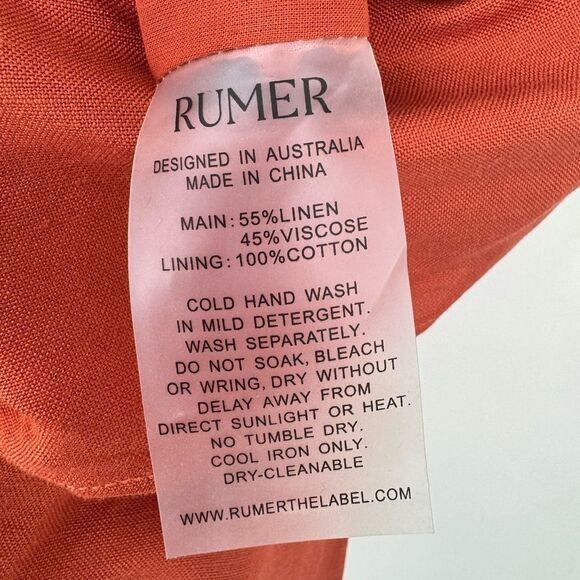 RUMER
DESIGNED IN AUSTRALIA
MADE IN CHINA
MAIN: 55%LINEN
45%VISCOSE
LINING: 100%COTTON
COLD HAND WASH
IN MILD DETERGENT.
WASH SEPARATELY.
DO NOT SOAK, BLEACH
OR WRING, DRY WITHOUT
DELAY AWAY FROM
DIRECT SUNLIGHT OR HEAT.
NO TUMBLE DRY.
COOL IRON ONLY.
DRY-CLEANABLE
WWW.RUMERTHELABEL.COM